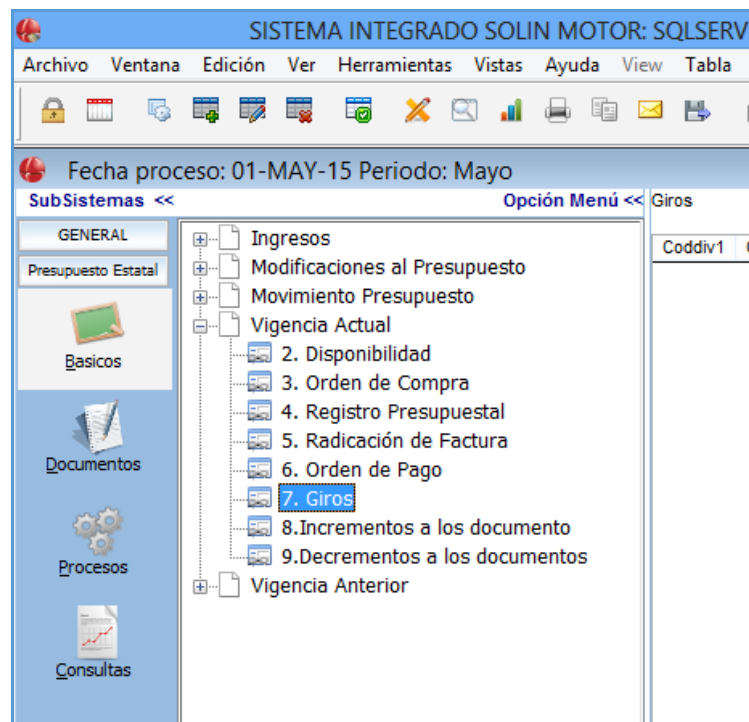 SISTEMA INTEGRADO SOLIN MOTOR: SQLSERV
Archivo Ventana Edición Ver Herramientas Vistas Ayuda View Tabla
Fecha proceso: 01-MAY-15 Periodo: Mayo
SubSistemas << Opción Menú << Giros
GENERAL
Presupuesto Estatal
Basicos
Documentos
Procesos
Consultas
Ingresos
Modificaciones al Presupuesto
Movimiento Presupuesto
Vigencia Actual
2. Disponibilidad
3. Orden de Compra
4. Registro Presupuestal
5. Radicación de Factura
6. Orden de Pago
7. Giros
8.Incrementos a los documento
9.Decrementos a los documentos
Vigencia Anterior
Coddiv1